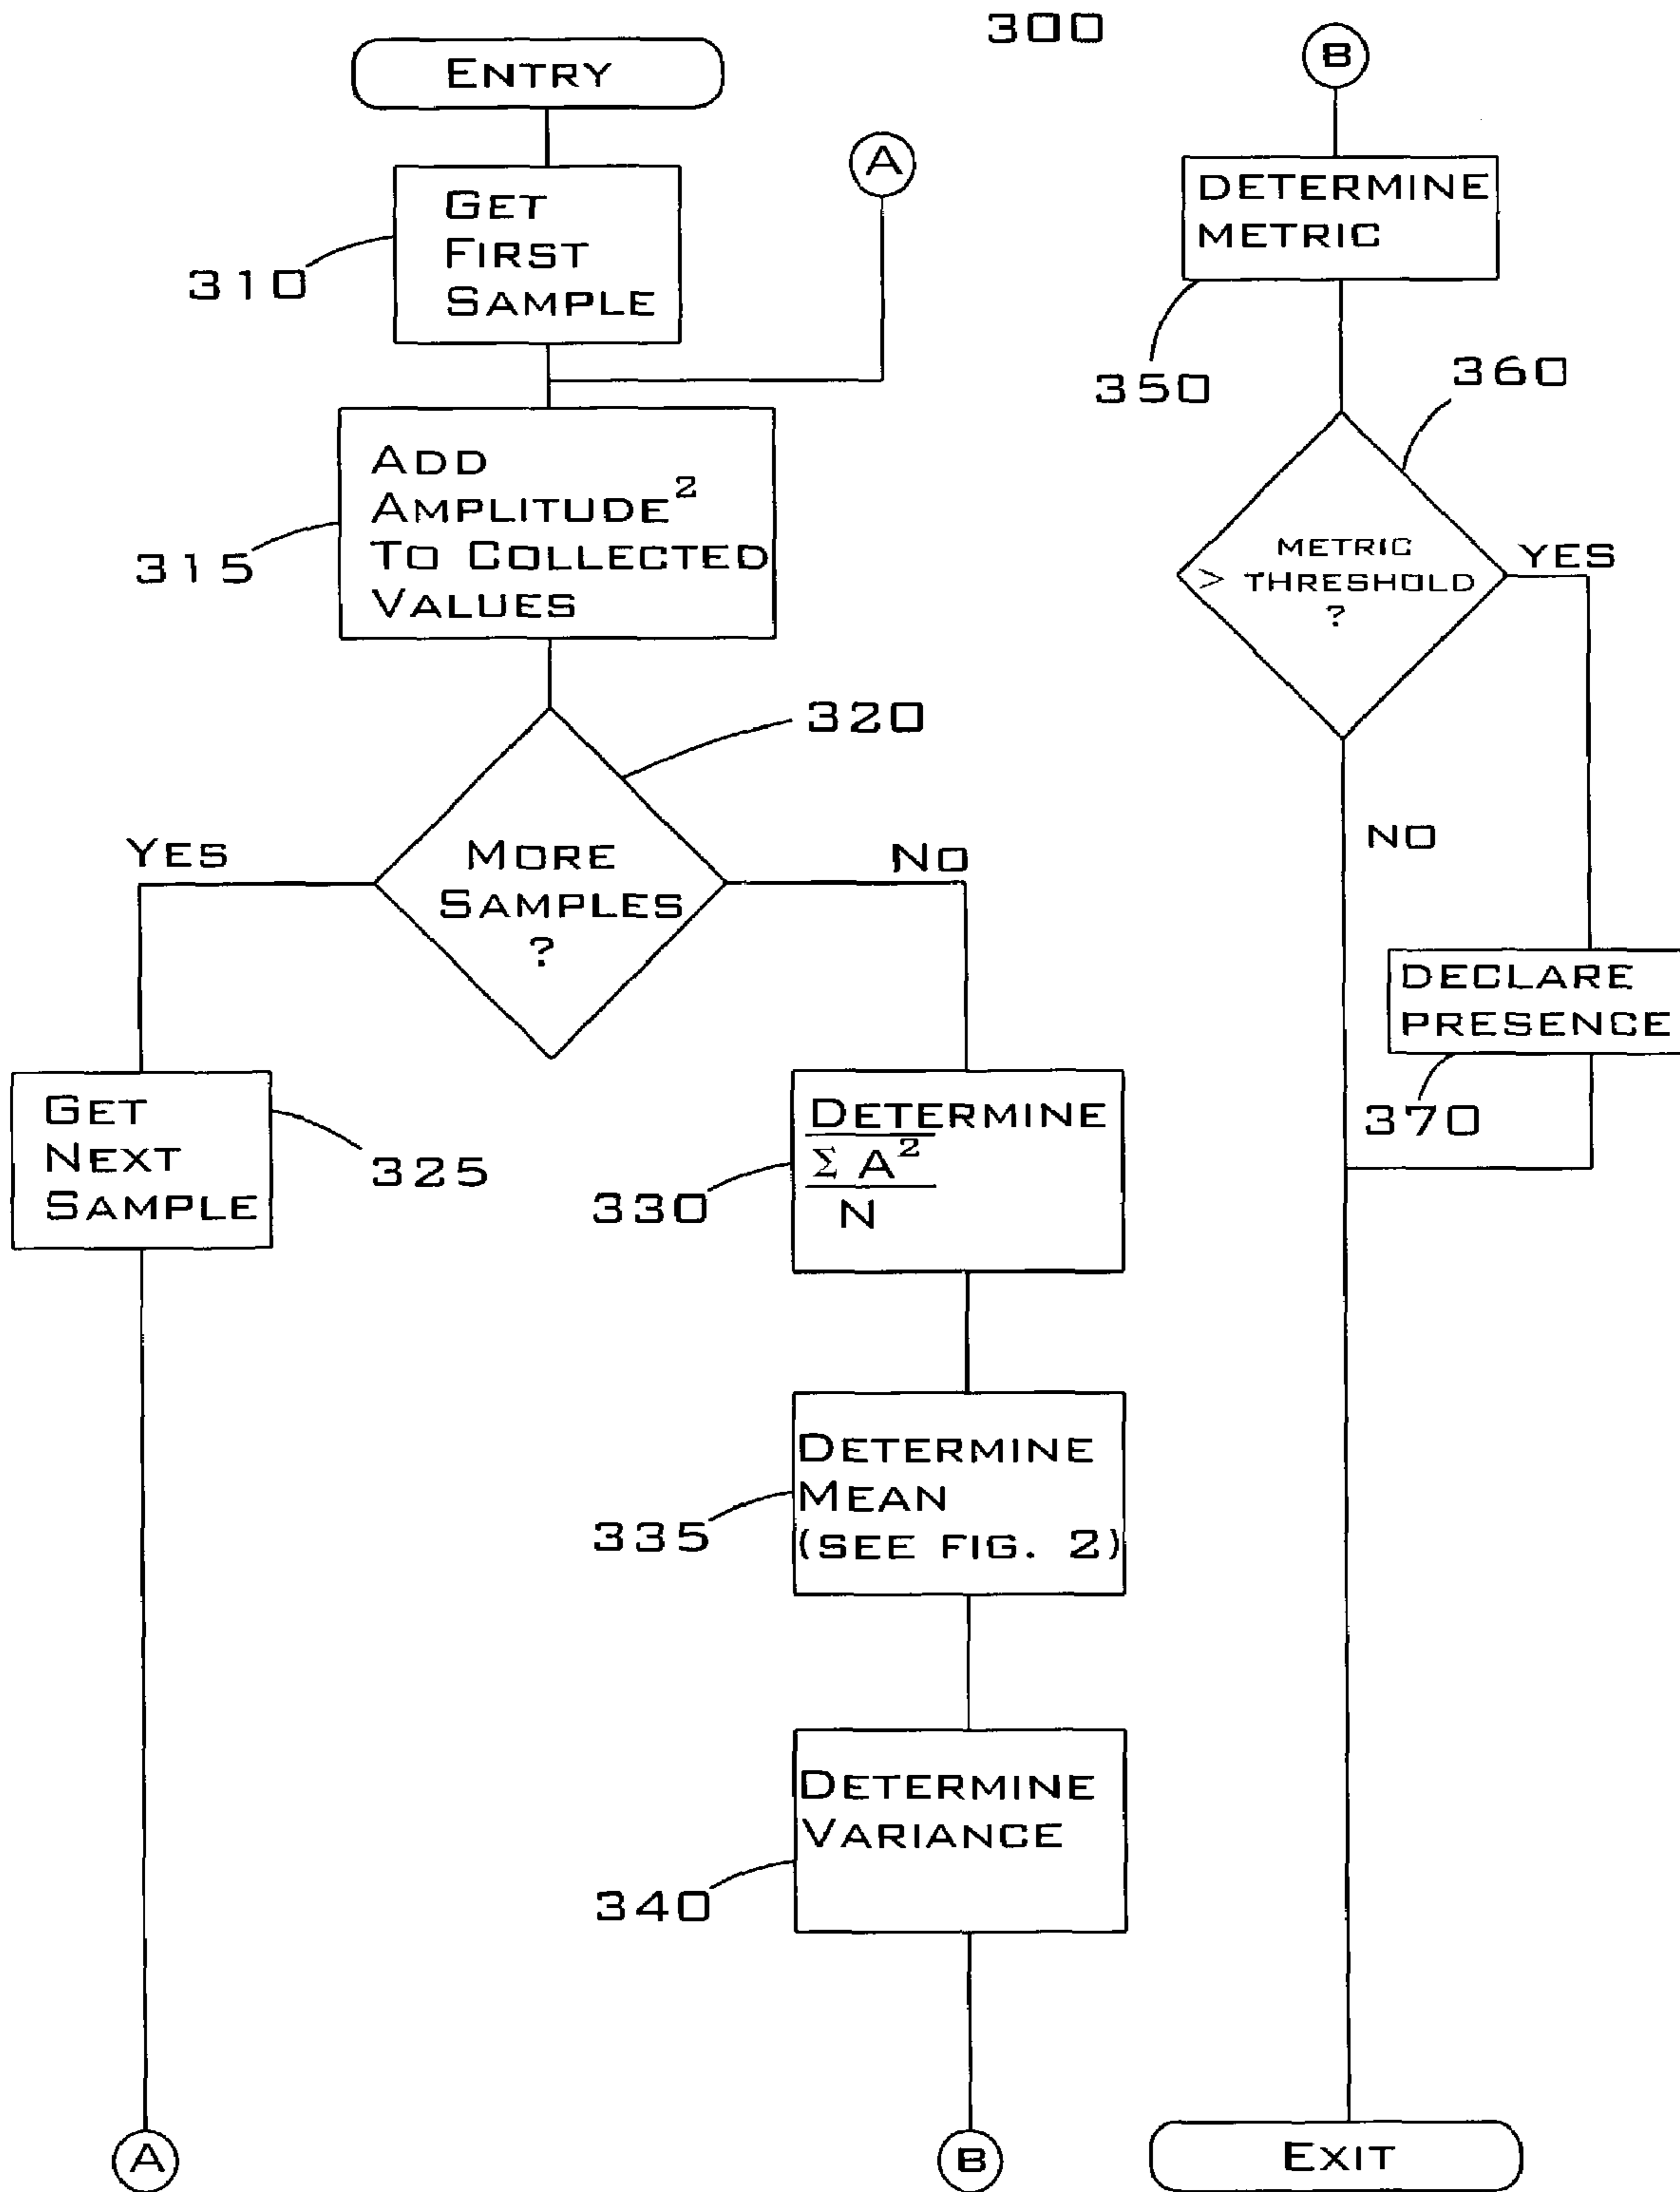 300
ENTRY
A
GET
FIRST
SAMPLE
310
ADD
AMPLITUDE²
TO COLLECTED
VALUES
315
320
MORE
SAMPLES
?
YES
NO
GET
NEXT
SAMPLE
325
DETERMINE
Σ A²
N
330
DETERMINE
MEAN
(SEE FIG. 2)
335
DETERMINE
VARIANCE
340
A
B
B
DETERMINE
METRIC
350
360
METRIC
> THRESHOLD
?
YES
NO
DECLARE
PRESENCE
370
EXIT